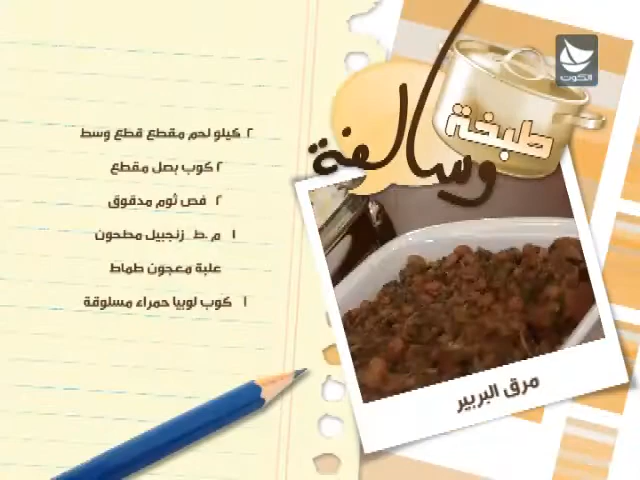 الكوت
طبخة
وسالفة
٢ كيلو لحم مقطع قطع وسط
٢ كوب بصل مقطع
٢ فص ثوم مدقوق
١ م .ط_ زنجبيل مطحون
علبة معجون طماط
١ كوب لوبيا حمراء مسلوقة
مرق البربير